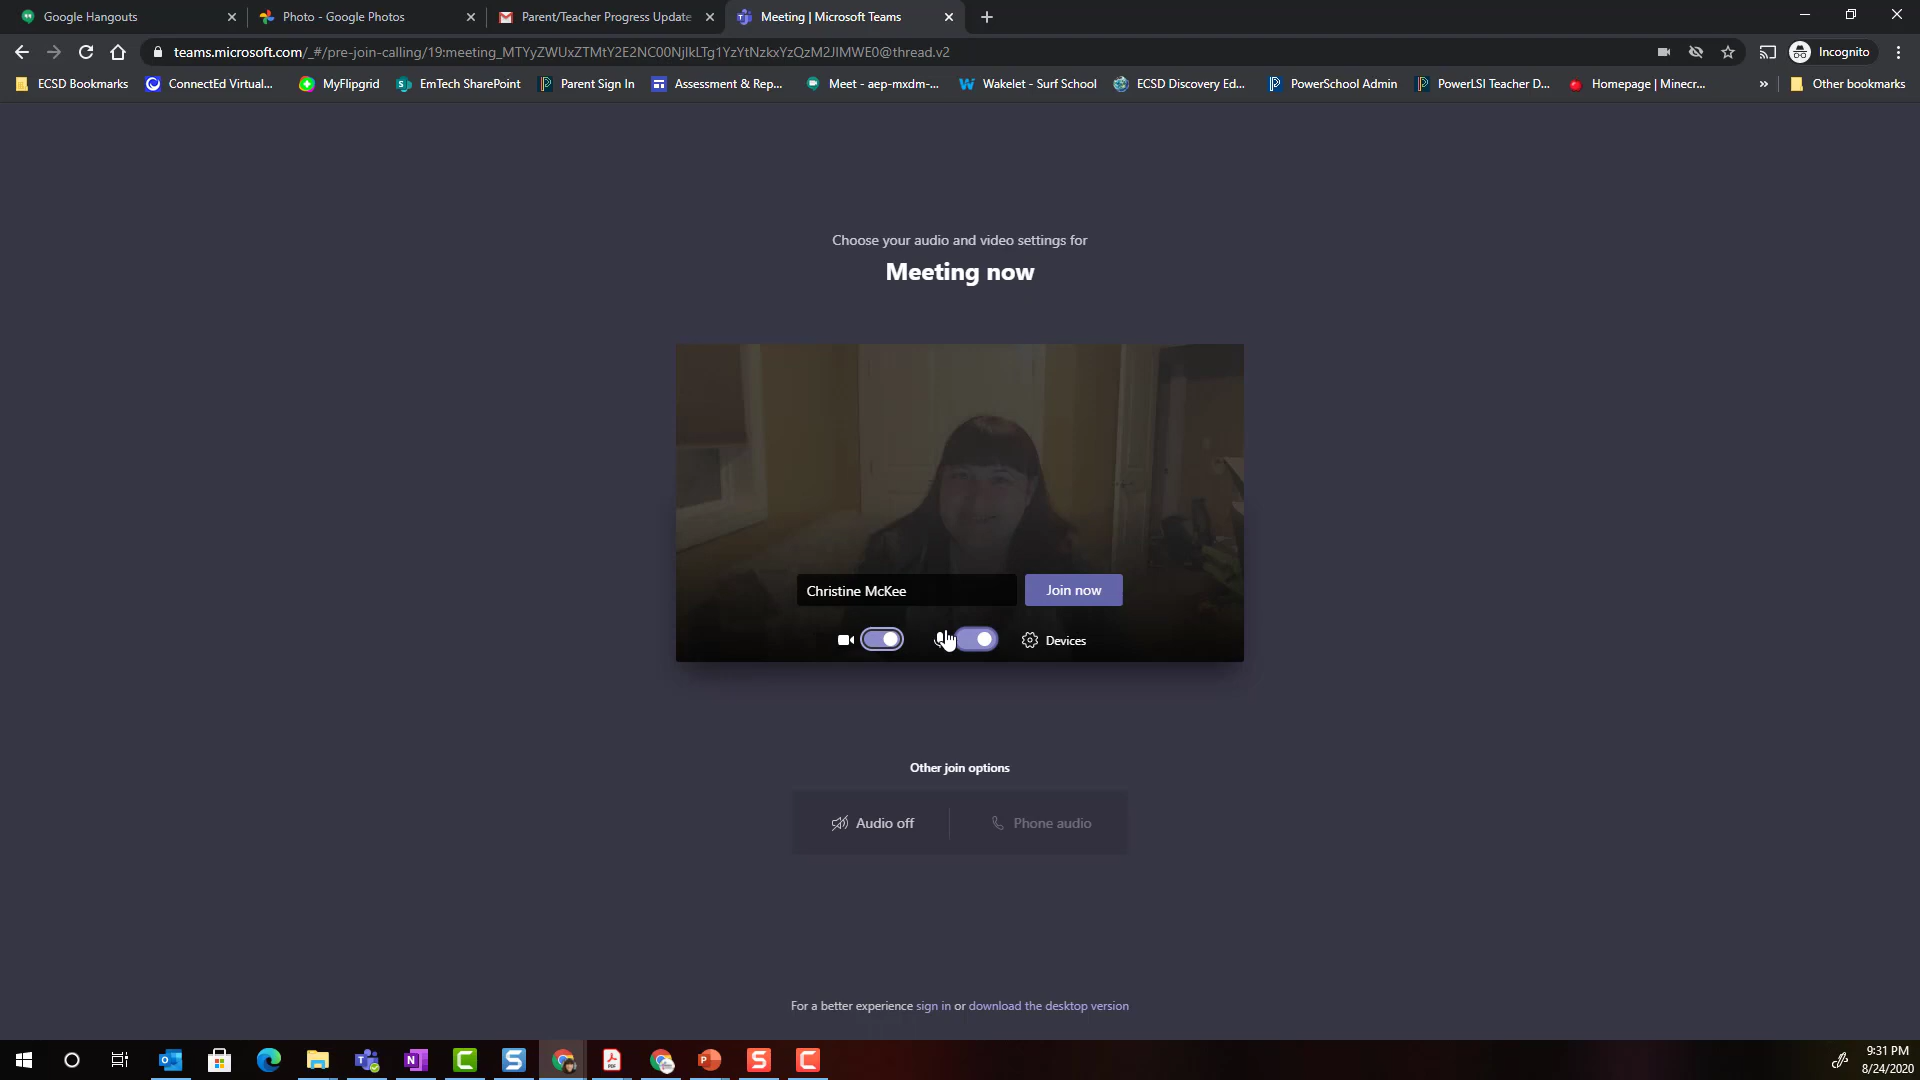 Google Hangouts
Photo - Google Photos
Parent/Teacher Progress Update
Meeting | Microsoft Teams
teams.microsoft.com/_#/pre-join-calling/19:meeting_MTYyZWUxZTMtY2E2NC00NjlkLTg1YzYtNzkxYzQzM2JlMWE0@thread.v2
Incognito
ECSD Bookmarks
ConnectEd Virtual...
MyFlipgrid
EmTech SharePoint
Parent Sign In
Assessment & Rep...
Meet - aep-mxdm-...
Wakelet - Surf School
ECSD Discovery Ed...
PowerSchool Admin
PowerLSI Teacher D...
Homepage | Minecr...
»
Other bookmarks
Choose your audio and video settings for
Meeting now
Christine McKee
Join now
Devices
Other join options
Audio off
Phone audio
For a better experience sign in or download the desktop version
9:31 PM
8/24/2020